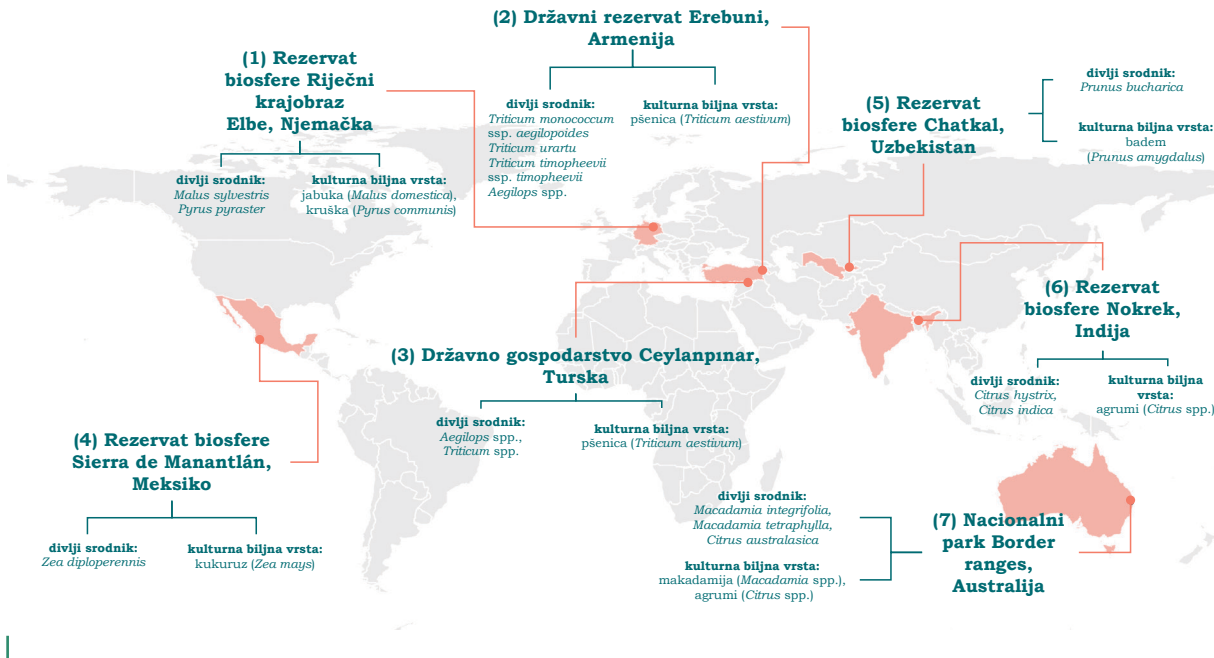 (1) Rezervat
biosfere Riječni
krajobraz
Elbe, Njemačka
divlji srodnik:
Malus sylvestris
Pyrus pyraster
kulturna biljna vrsta:
jabuka (Malus domestica),
kruška (Pyrus communis)
(2) Državni rezervat Erebuni,
Armenija
divlji srodnik:
Triticum monococcum
ssp. aegilopoides
Triticum urartu
Triticum timopheevii
ssp. timopheevii
Aegilops spp.
kulturna biljna vrsta:
pšenica (Triticum aestivum)
(5) Rezervat
biosfere Chatkal,
Uzbekistan
divlji srodnik:
Prunus bucharica
kulturna biljna vrsta:
badem
(Prunus amygdalus)
(6) Rezervat
biosfere Nokrek,
Indija
divlji srodnik:
Citrus hystrix,
Citrus indica
kulturna biljna
vrsta:
agrumi (Citrus spp.)
(3) Državno gospodarstvo Ceylanpınar,
Turska
divlji srodnik:
Aegilops spp.,
Triticum spp.
kulturna biljna vrsta:
pšenica (Triticum aestivum)
(4) Rezervat biosfere
Sierra de Manantlán,
Meksiko
divlji srodnik:
Zea diploperennis
kulturna biljna vrsta:
kukuruz (Zea mays)
(7) Nacionalni
park Border
ranges,
Australija
divlji srodnik:
Macadamia integrifolia,
Macadamia tetraphylla,
Citrus australasica
kulturna biljna vrsta:
makadamija (Macadamia spp.),
agrumi (Citrus spp.)